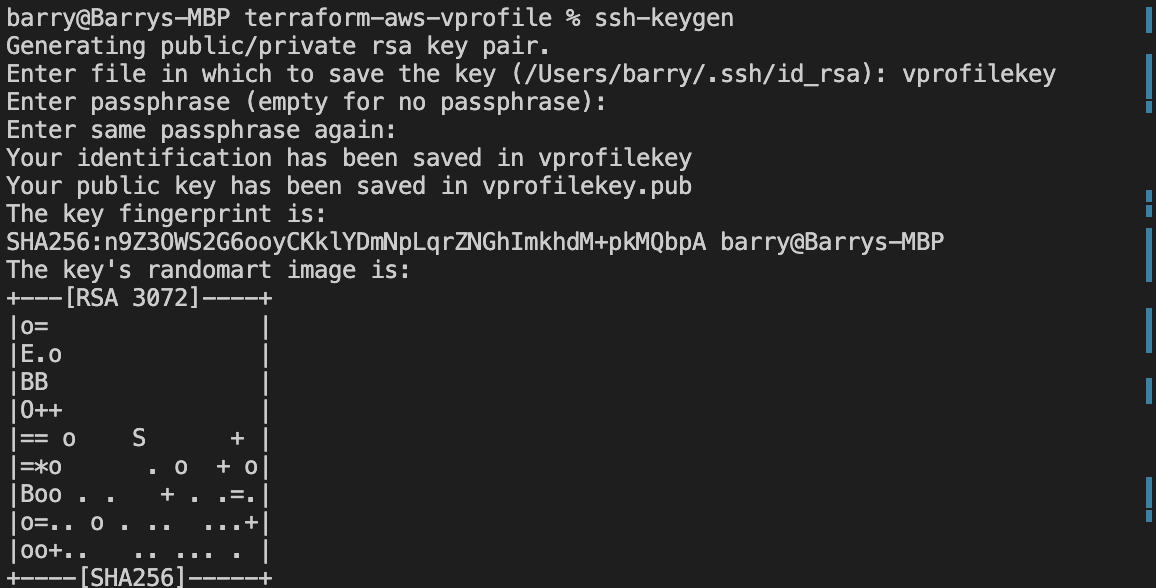 barry@Barrys-MBP terraform-aws-vprofile % ssh-keygen
Generating public/private rsa key pair.
Enter file in which to save the key (/Users/barry/.ssh/id_rsa): vprofilekey
Enter passphrase (empty for no passphrase):
Enter same passphrase again:
Your identification has been saved in vprofilekey
Your public key has been saved in vprofilekey.pub
The key fingerprint is:
SHA256:n9Z3OWS2G6ooyCKklYDmNpLqrZNGhImkhdM+pkMQbpA barry@Barrys-MBP
The key's randomart image is:
+---[RSA 3072]----+
|o=               |
|E.o              |
|BB               |
|O++              |
|== o    S      + |
|=*o      . o  + o|
|Boo . .   + . .=.|
|o=.. o . ..  ...+|
|oo+..   .. ... . |
+----[SHA256]-----+